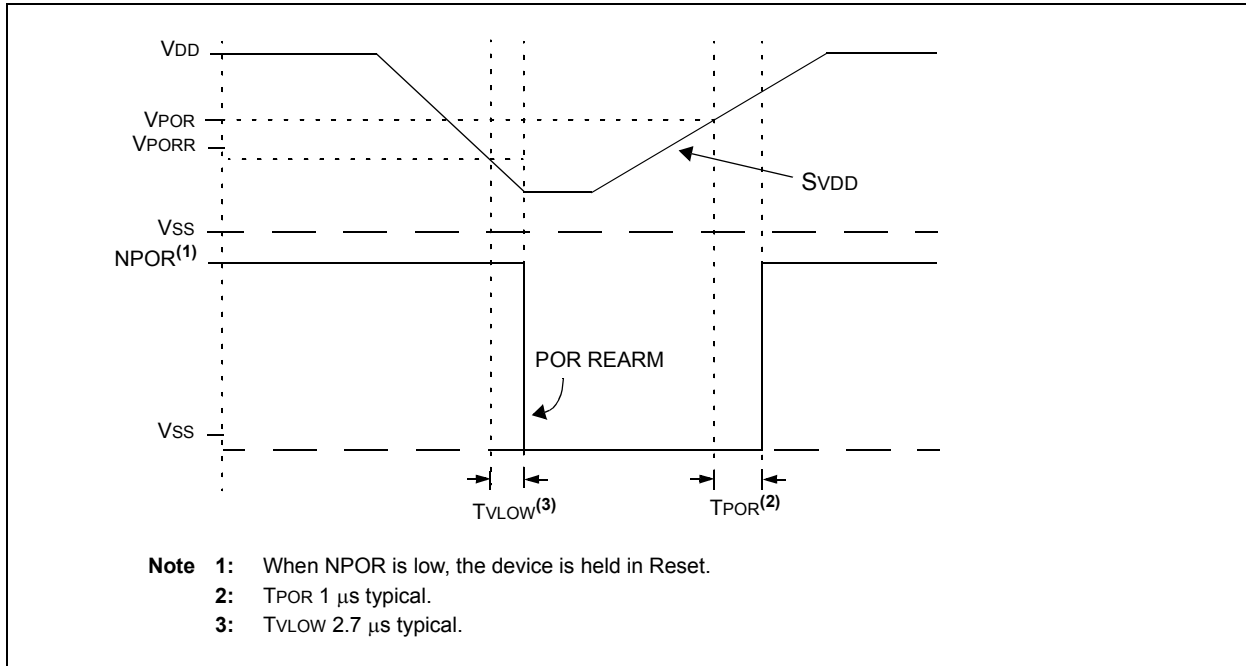 VDD
VPOR
VPORR
SVDD
VSS
NPOR(1)
POR REARM
VSS
TVLOW(3)
TPOR(2)
Note 1: When NPOR is low, the device is held in Reset.
2: TPOR 1 μs typical.
3: TVLOW 2.7 μs typical.